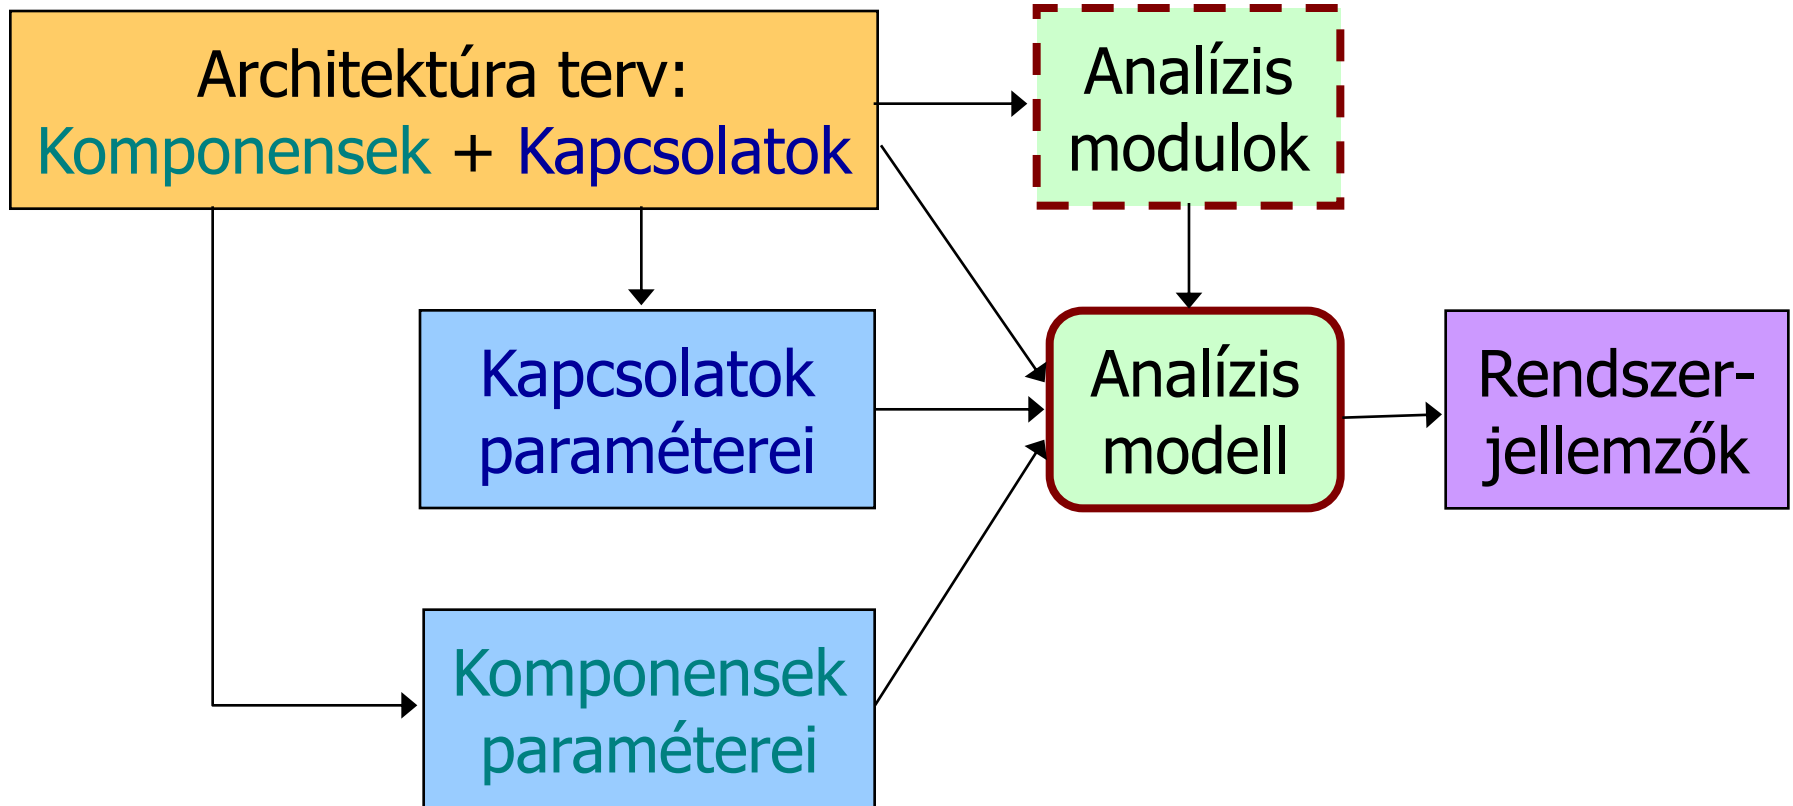 Architektúra terv:
Komponensek + Kapcsolatok
Analízis
modulok
Kapcsolatok
paraméterei
Analízis
modell
Rendszer-
jellemzők
Komponensek
paraméterei